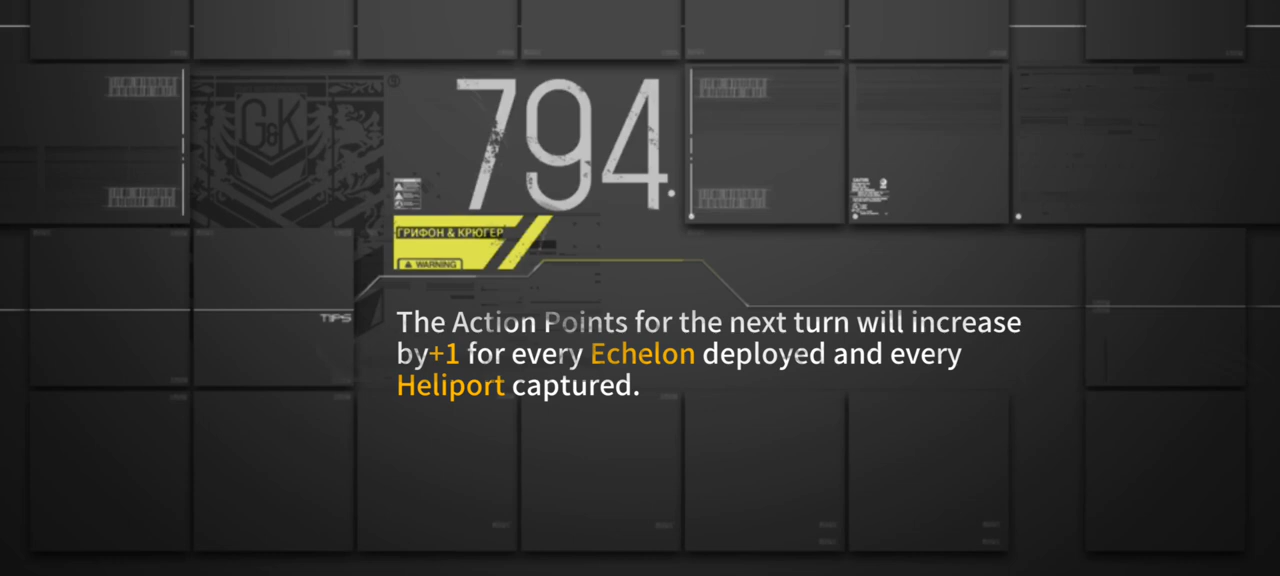 G&K
794.
ГРИФОН & КРЮГЕР
WARNING
TIPS
The Action Points for the next turn will increase
by+1 for every Echelon deployed and every
Heliport captured.